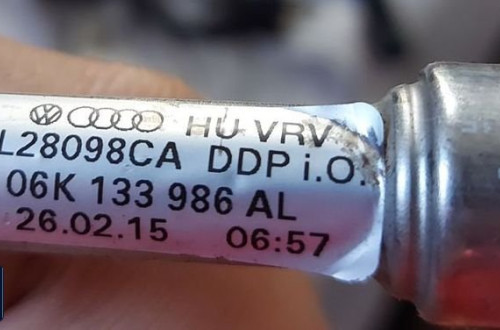 HU VRV
L28098CA DDP i.O.
06K 133 986 AL
26.02.15 06:57